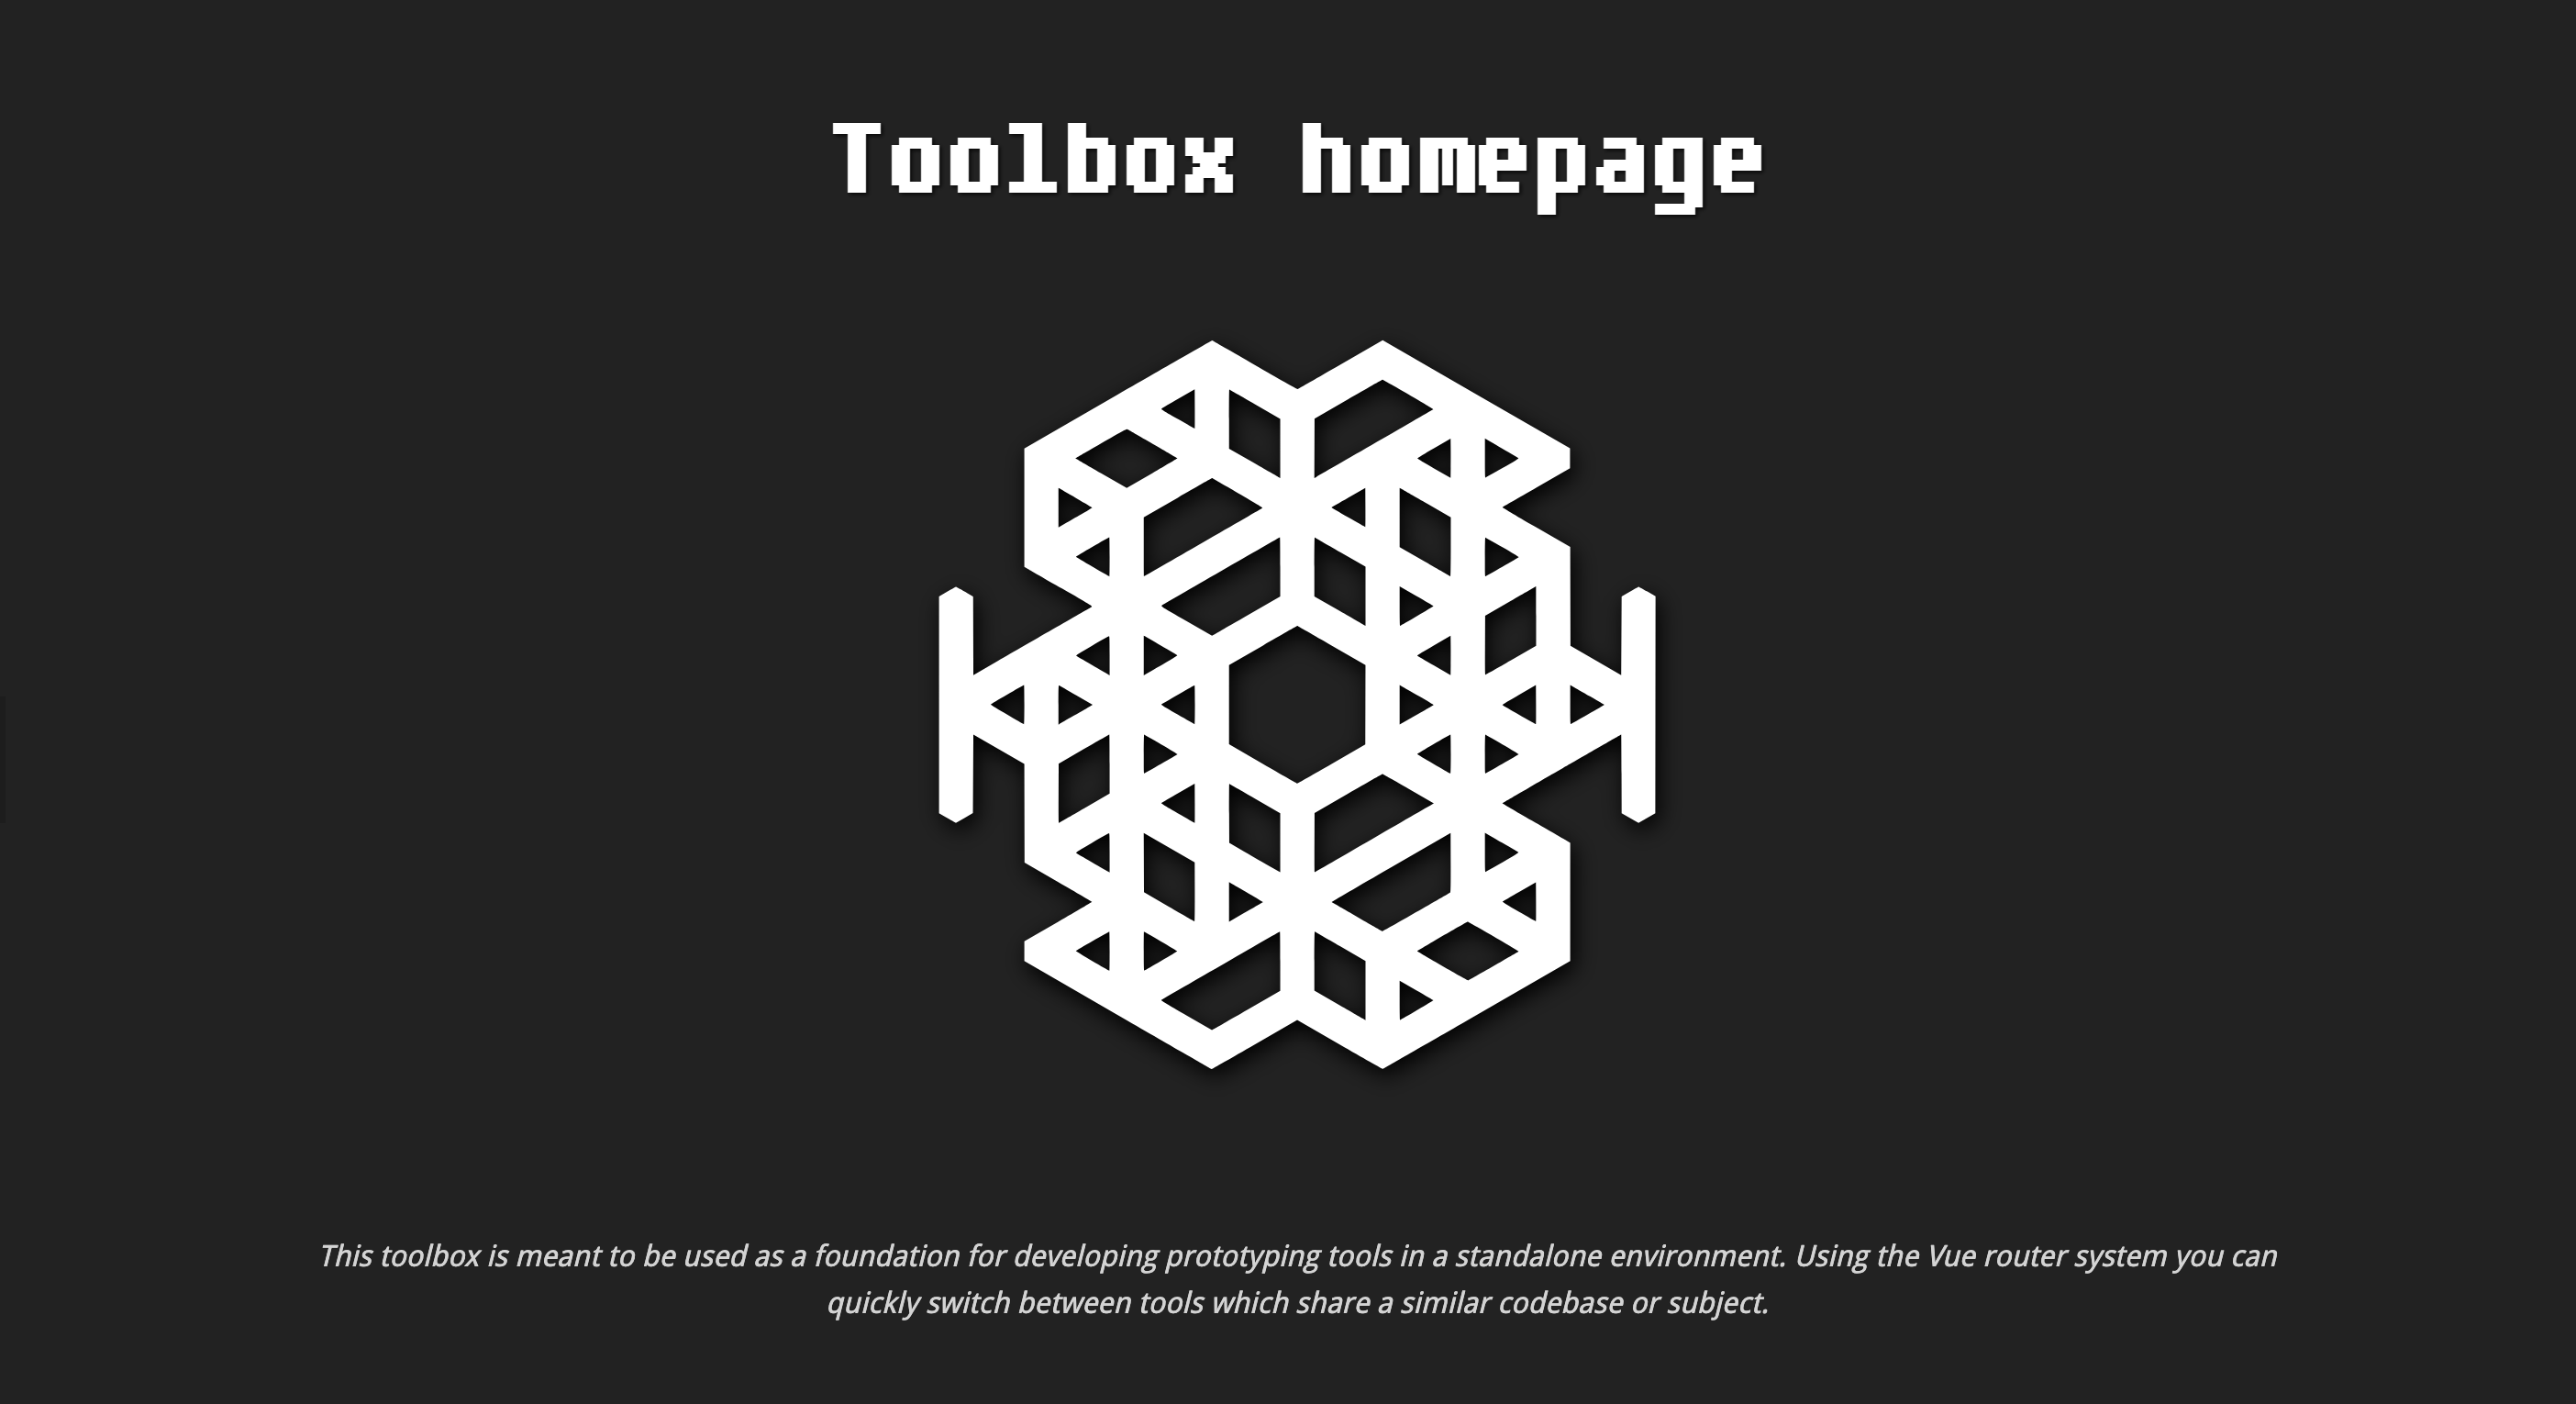 Toolbox homepage
This toolbox is meant to be used as a foundation for developing prototyping tools in a standalone environment. Using the Vue router system you can
quickly switch between tools which share a similar codebase or subject.